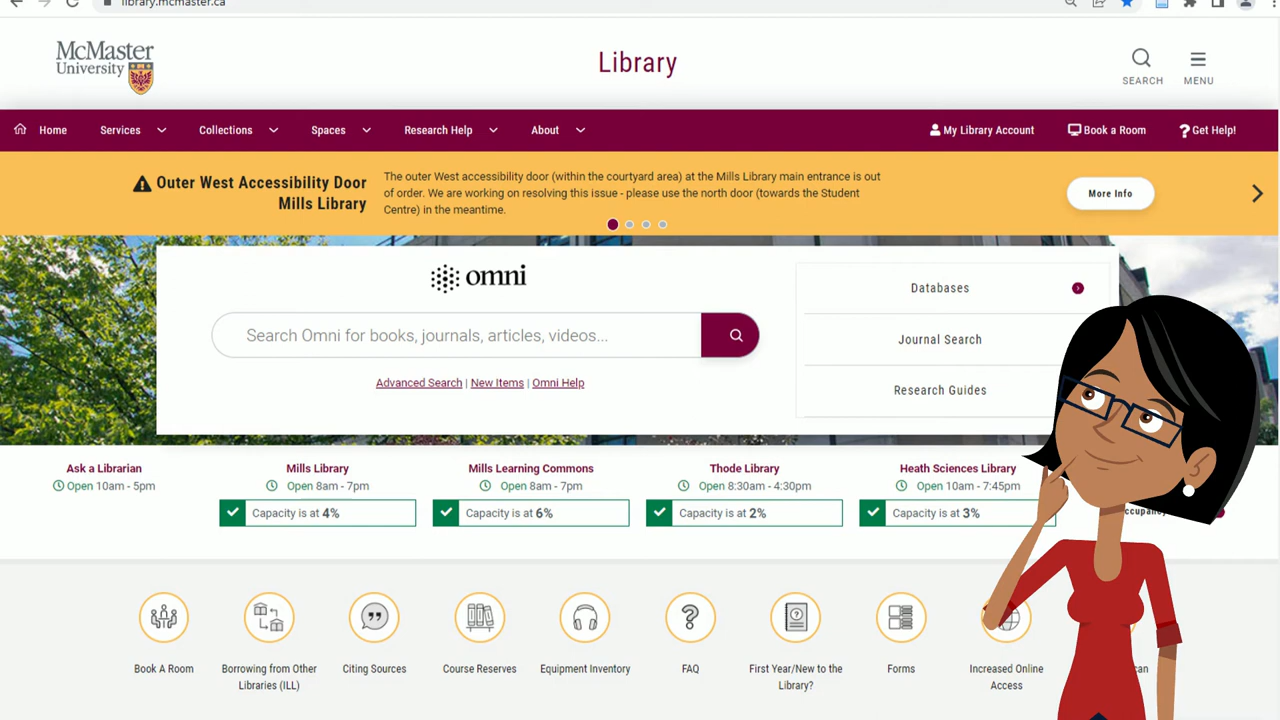 library.mcmaster.ca
McMaster
University
Library
SEARCH
MENU
Home
Services
Collections
Spaces
Research Help
About
My Library Account
Book a Room
Get Help!
Outer West Accessibility Door
Mills Library
The outer West accessibility door (within the courtyard area) at the Mills Library main entrance is out
of order. We are working on resolving this issue - please use the north door (towards the Student
Centre) in the meantime.
More Info
omni
Search Omni for books, journals, articles, videos...
Advanced Search | New Items | Omni Help
Databases
Journal Search
Research Guides
Ask a Librarian
Open 10am - 5pm
Mills Library
Open 8am - 7pm
Capacity is at 4%
Mills Learning Commons
Open 8am - 7pm
Capacity is at 6%
Thode Library
Open 8:30am - 4:30pm
Capacity is at 2%
Heath Sciences Library
Open 10am - 7:45pm
Capacity is at 3%
Book A Room
Borrowing from Other
Libraries (ILL)
Citing Sources
Course Reserves
Equipment Inventory
FAQ
First Year/New to the
Library?
Forms
Increased Online
Access